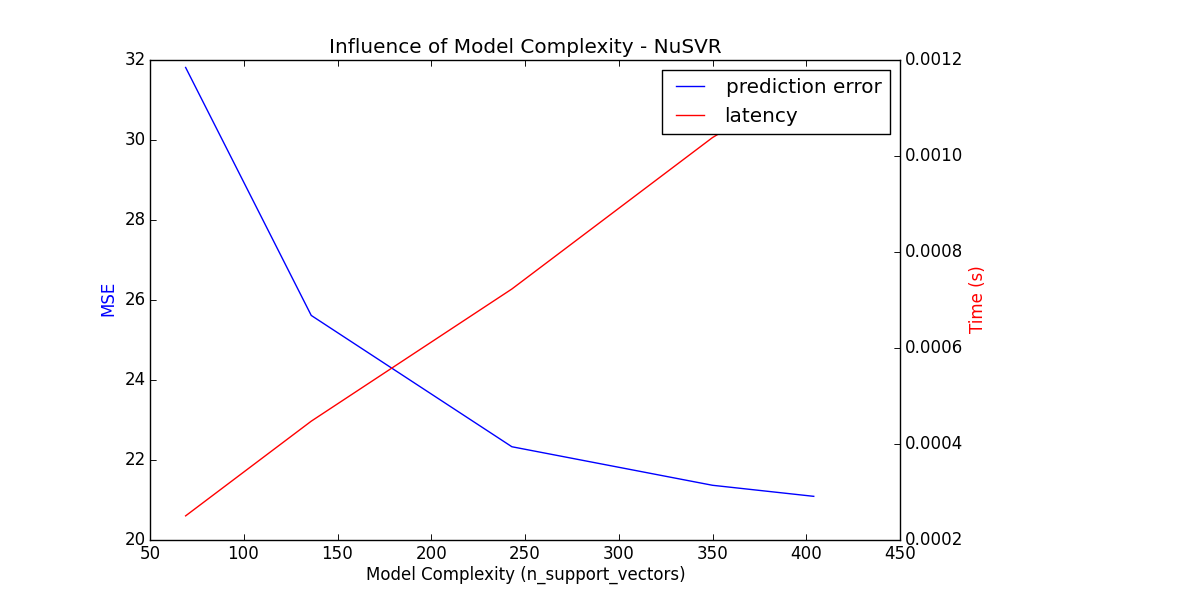 Influence of Model Complexity - NuSVR
32
30
28
26
24
22
20
MSE
0.0012
0.0010
0.0008
0.0006
0.0004
0.0002
Time (s)
prediction error
latency
50 100 150 200 250 300 350 400 450
Model Complexity (n_support_vectors)